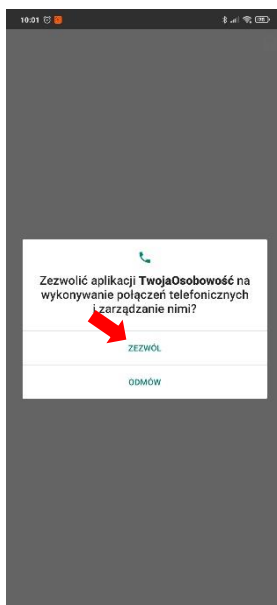 10:01
Zezwolić aplikacji TwojaOsobowość na
wykonywanie połączeń telefonicznych
i zarządzanie nimi?
ZEZWÓL
ODMÓW